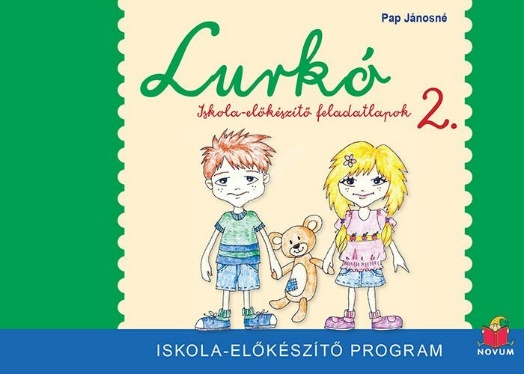 Pap Jánosné
Lurkó
Iskola-előkészítő feladatlapok 2.
ISKOLA-ELŐKÉSZÍTŐ PROGRAM
NOVUM